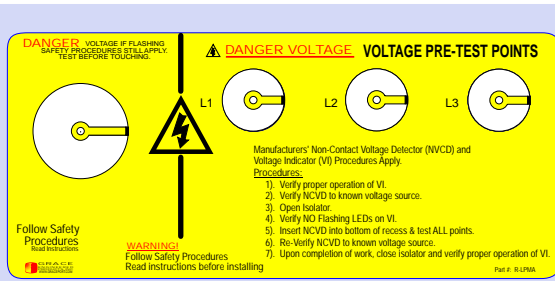 DANGER VOLTAGE IF FLASHING
SAFETY PROCEDURES STILL APPLY.
TEST BEFORE TOUCHING.
Follow Safety
Procedures
Read Instructions
GRACE
WARNING!
Follow Safety Procedures
Read instructions before installing
DANGER VOLTAGE VOLTAGE PRE-TEST POINTS
L1
L2
L3
Manufacturers' Non-Contact Voltage Detector (NVCD) and
Voltage Indicator (VI) Procedures Apply.
Procedures:
1). Verify proper operation of VI.
2). Verify NCVD to known voltage source.
3). Open Isolator.
4). Verify NO Flashing LEDs on VI.
5). Insert NCVD into bottom of recess & test ALL points.
6). Re-Verify NCVD to known voltage source.
7). Upon completion of work, close isolator and verify proper operation of VI.
Part #: R-LPMA